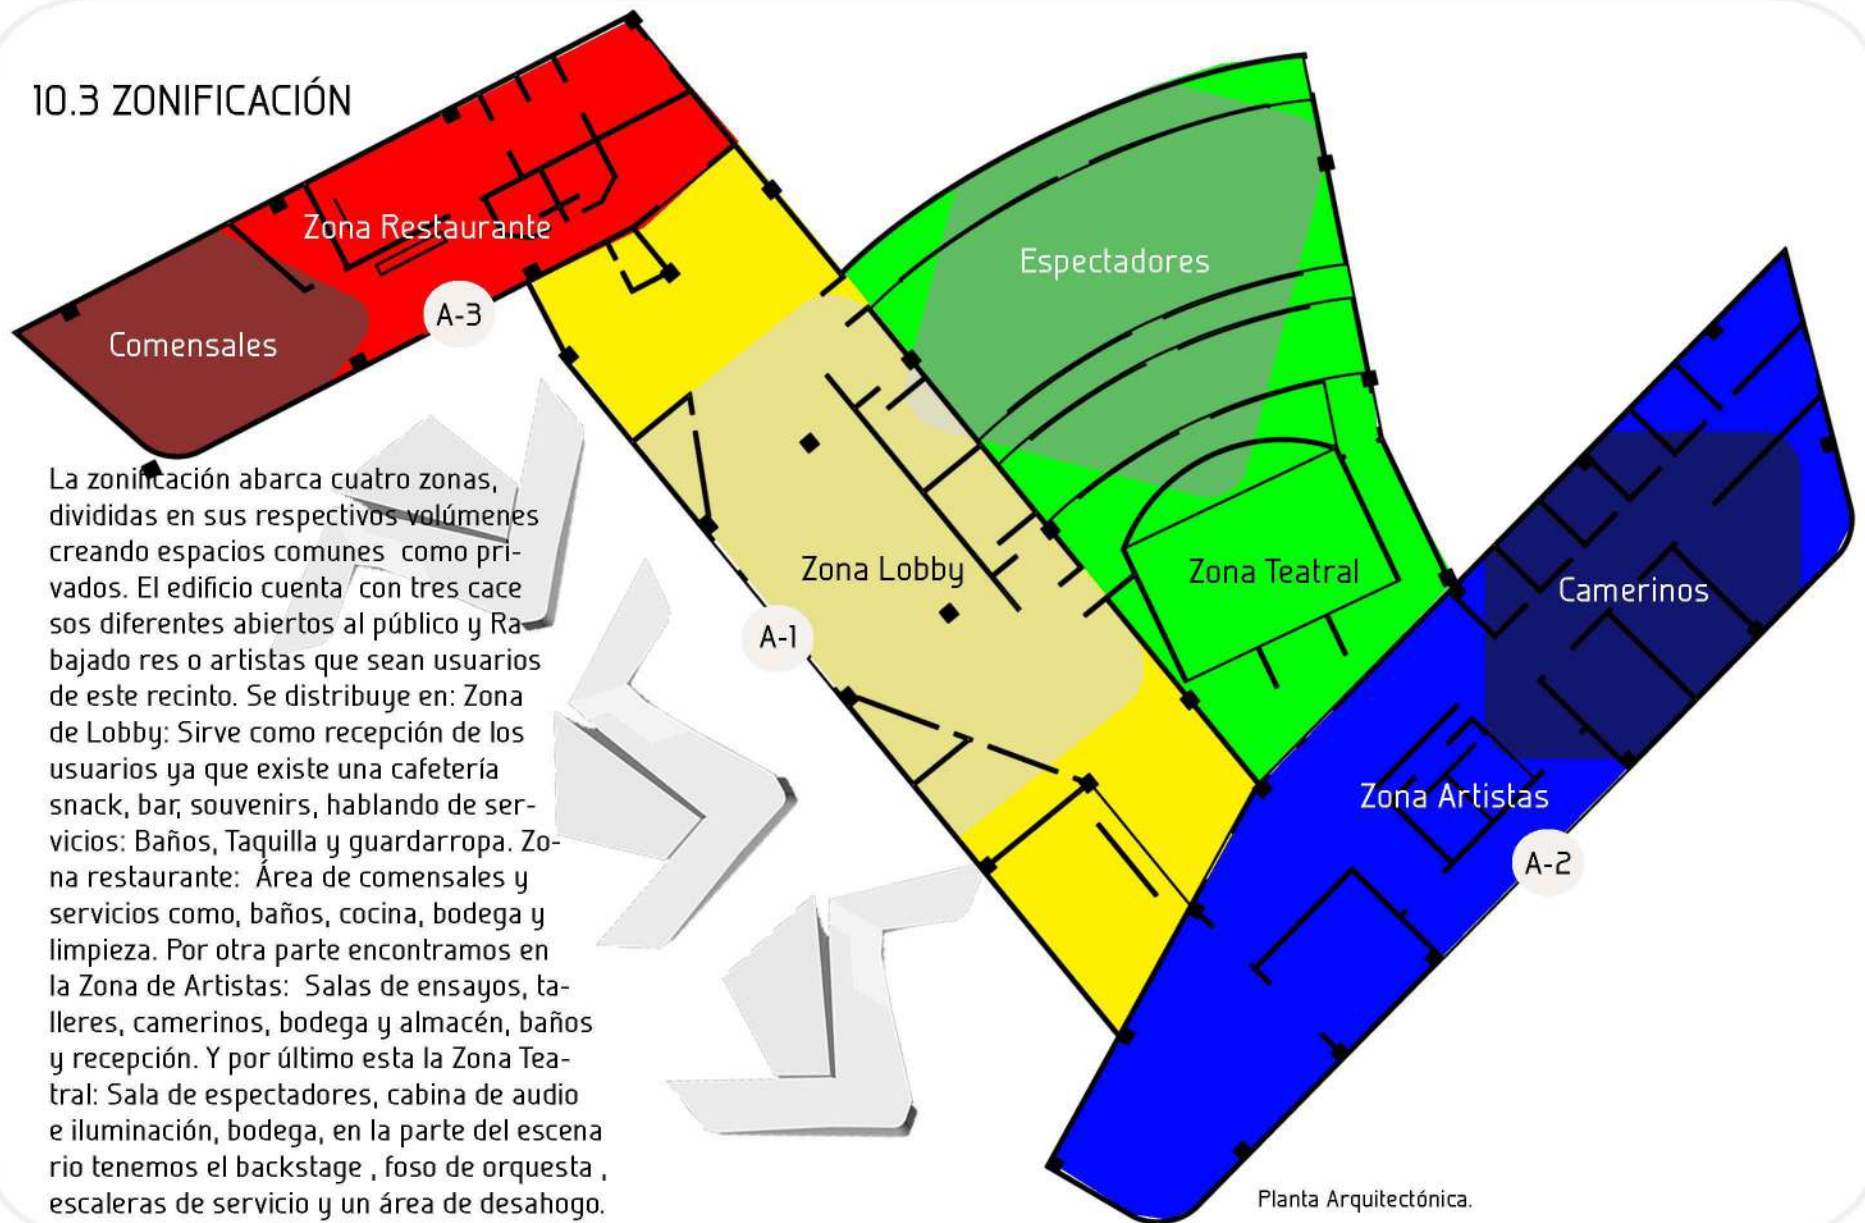 10.3 ZONIFICACIÓN
Zona Restaurante
Comensales
A-3
Espectadores
Zona Lobby
A-1
Zona Teatral
Camerinos
Zona Artistas
A-2
La zonificación abarca cuatro zonas,
divididas en sus respectivos volúmenes
creando espacios comunes como pri-
vados. El edificio cuenta con tres cace
sos diferentes abiertos al público y Ra-
bajado res o artistas que sean usuarios
de este recinto. Se distribuye en: Zona
de Lobby: Sirve como recepción de los
usuarios ya que existe una cafetería
snack, bar, souvenirs, hablando de ser-
vicios: Baños, Taquilla y guardarropa. Zo-
na restaurante: Área de comensales y
servicios como, baños, cocina, bodega y
limpieza. Por otra parte encontramos en
la Zona de Artistas: Salas de ensayos, ta-
lleres, camerinos, bodega y almacén, baños
y recepción. Y por último esta la Zona Tea-
tral: Sala de espectadores, cabina de audio
e iluminación, bodega, en la parte del escena
rio tenemos el backstage , foso de orquesta ,
escaleras de servicio y un área de desahogo.
Planta Arquitectónica.